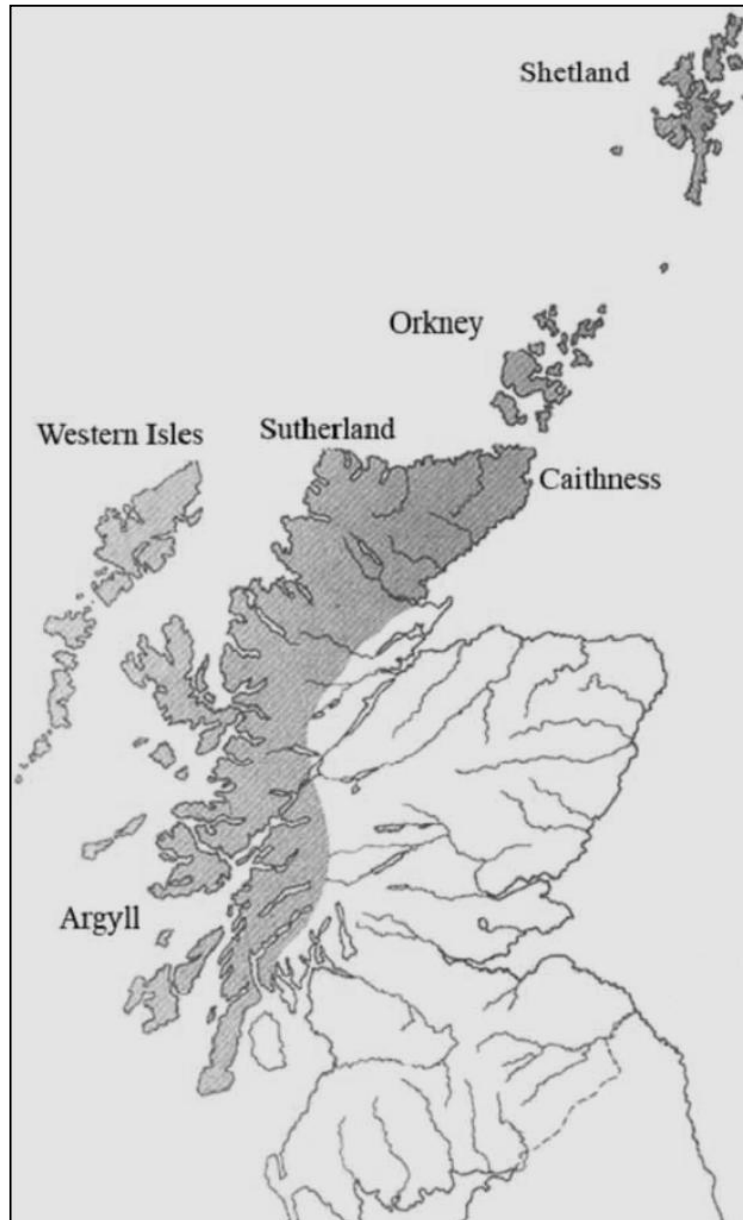 Shetland
Orkney
Western Isles
Sutherland
Caithness
Argyll